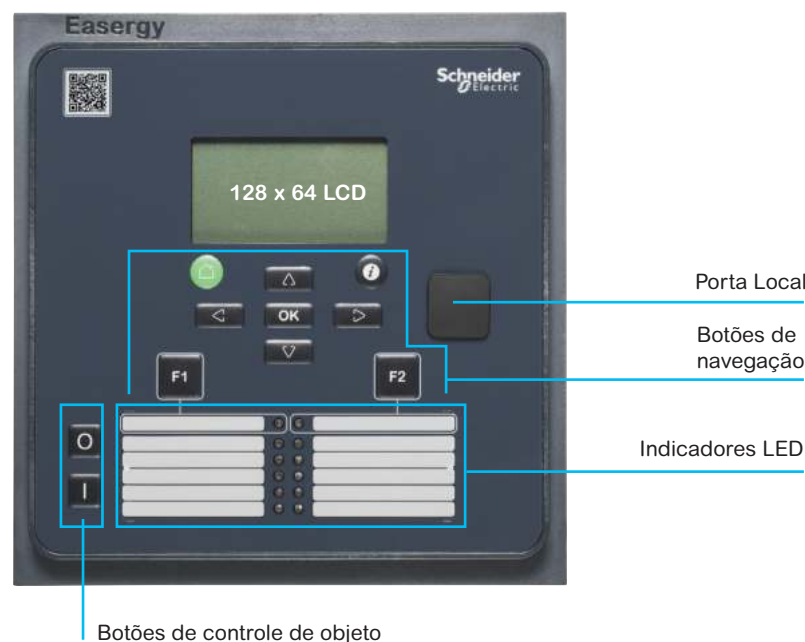 Easergy
Schneider
Electric
128 x 64 LCD
i
OK
Porta Local
Botões de
navegação
F1
F2
O
I
Indicadores LED
Botões de controle de objeto